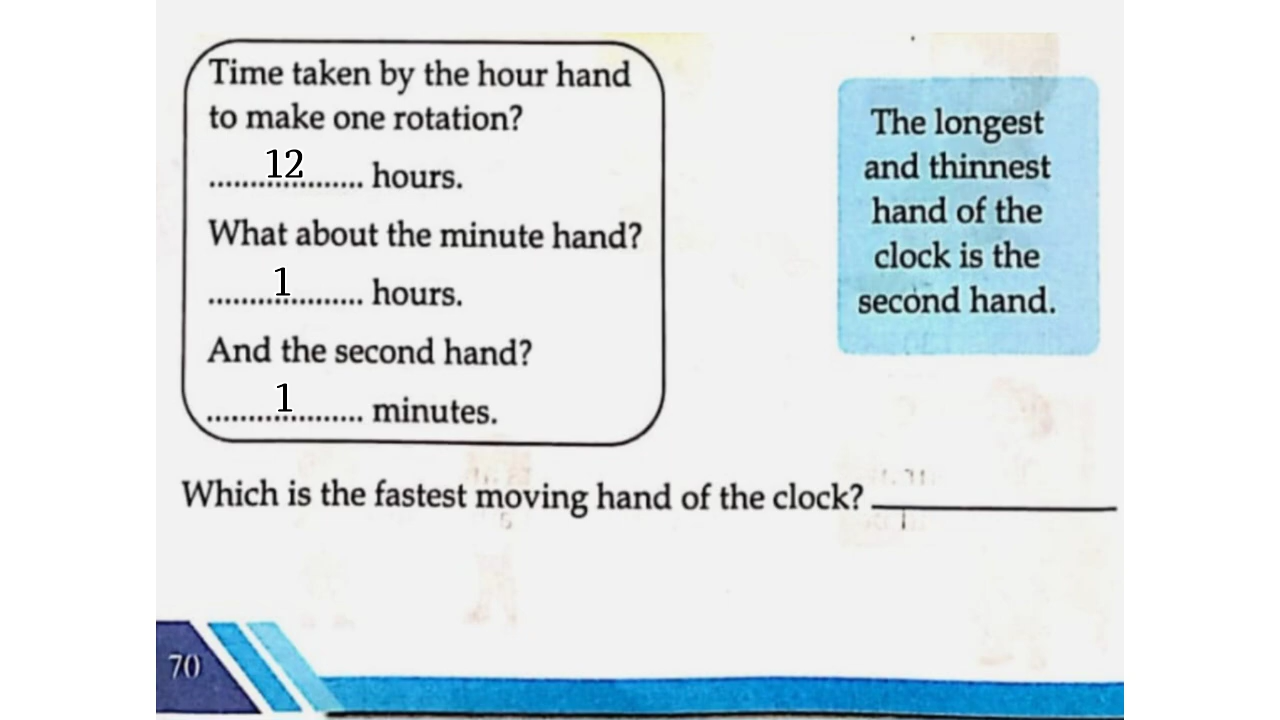 Time taken by the hour hand
to make one rotation?
12
................... hours.
What about the minute hand?
1
................... hours.
And the second hand?
1
................... minutes.
The longest
and thinnest
hand of the
clock is the
second hand.
Which is the fastest moving hand of the clock? ____________
70